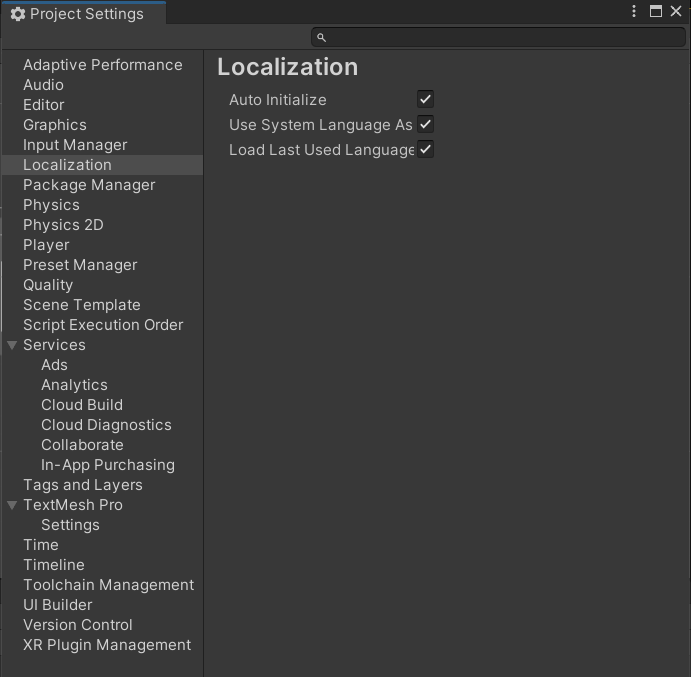 Project Settings
Adaptive Performance
Audio
Editor
Graphics
Input Manager
Localization
Package Manager
Physics
Physics 2D
Player
Preset Manager
Quality
Scene Template
Script Execution Order
Services
Ads
Analytics
Cloud Build
Cloud Diagnostics
Collaborate
In-App Purchasing
Tags and Layers
TextMesh Pro
Settings
Time
Timeline
Toolchain Management
UI Builder
Version Control
XR Plugin Management
Localization
Auto Initialize
Use System Language As
Load Last Used Language